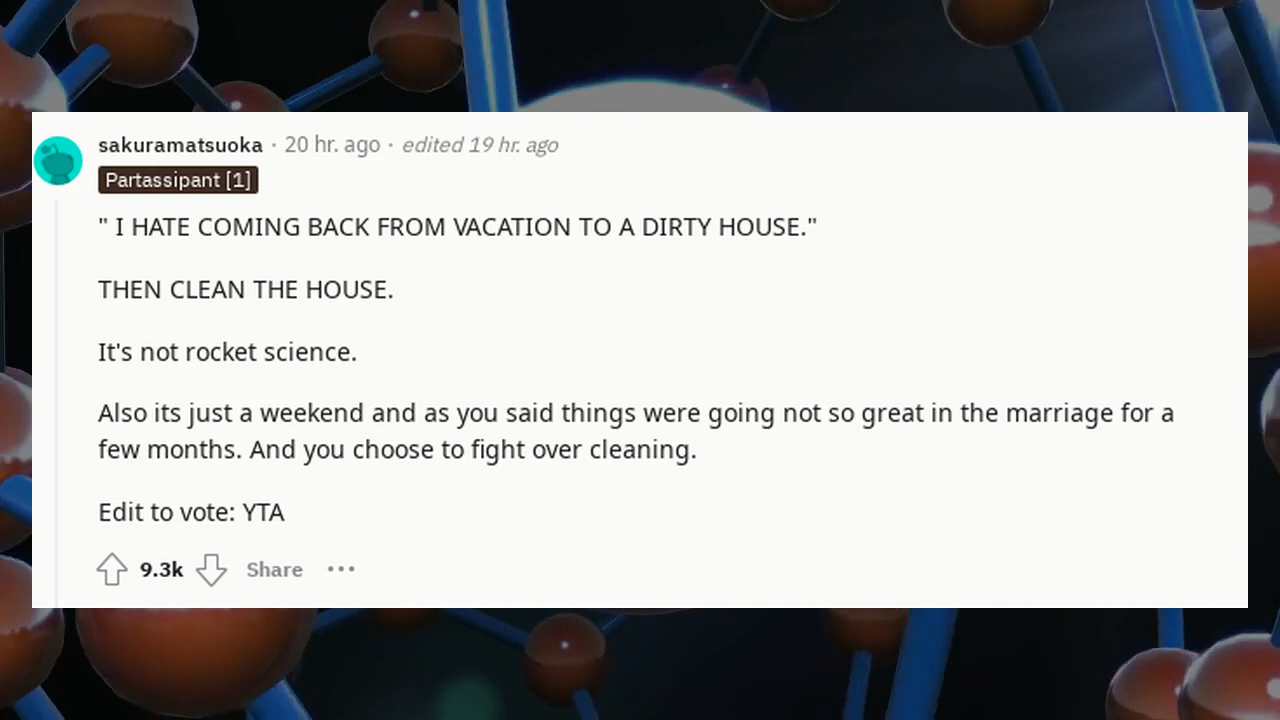 sakuramatsuoka · 20 hr. ago · edited 19 hr. ago
Partassipant [1]
" I HATE COMING BACK FROM VACATION TO A DIRTY HOUSE."
THEN CLEAN THE HOUSE.
It's not rocket science.
Also its just a weekend and as you said things were going not so great in the marriage for a
few months. And you choose to fight over cleaning.
Edit to vote: YTA
9.3k Share ···